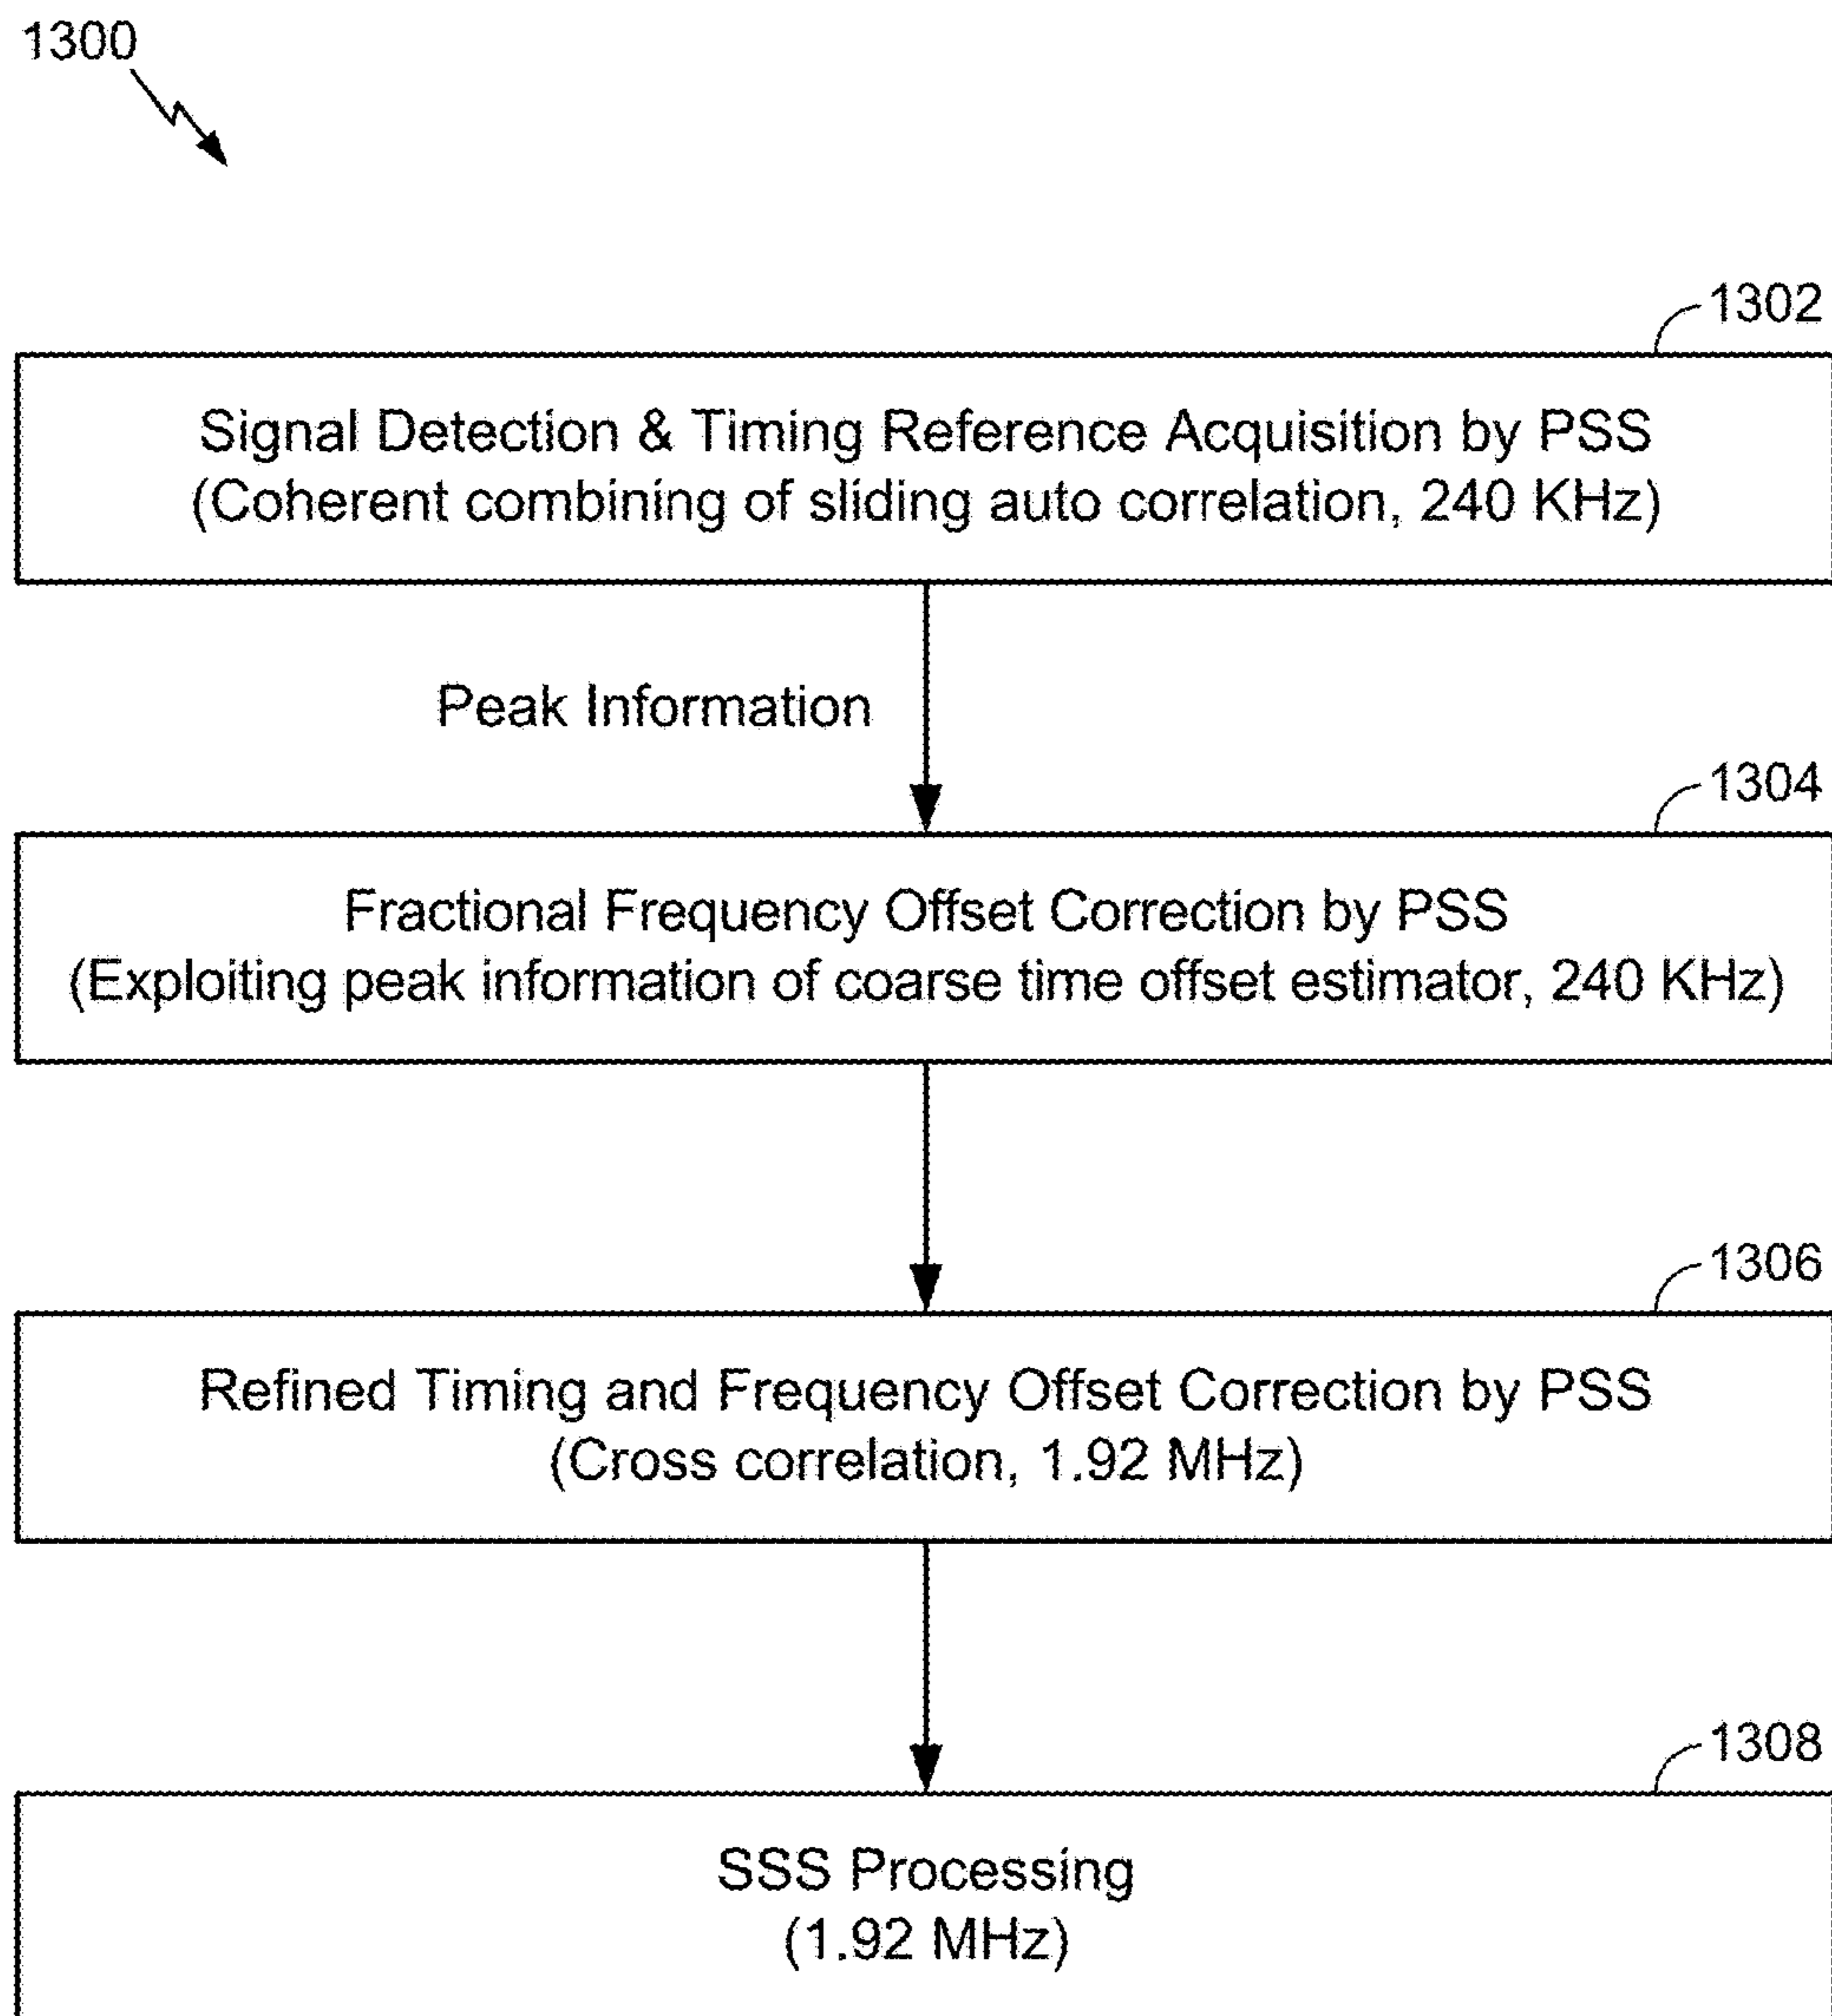 1300
1302
Signal Detection & Timing Reference Acquisition by PSS
(Coherent combining of sliding auto correlation, 240 KHz)
Peak Information
1304
Fractional Frequency Offset Correction by PSS
(Exploiting peak information of coarse time offset estimator, 240 KHz)
1306
Refined Timing and Frequency Offset Correction by PSS
(Cross correlation, 1.92 MHz)
1308
SSS Processing
(1.92 MHz)